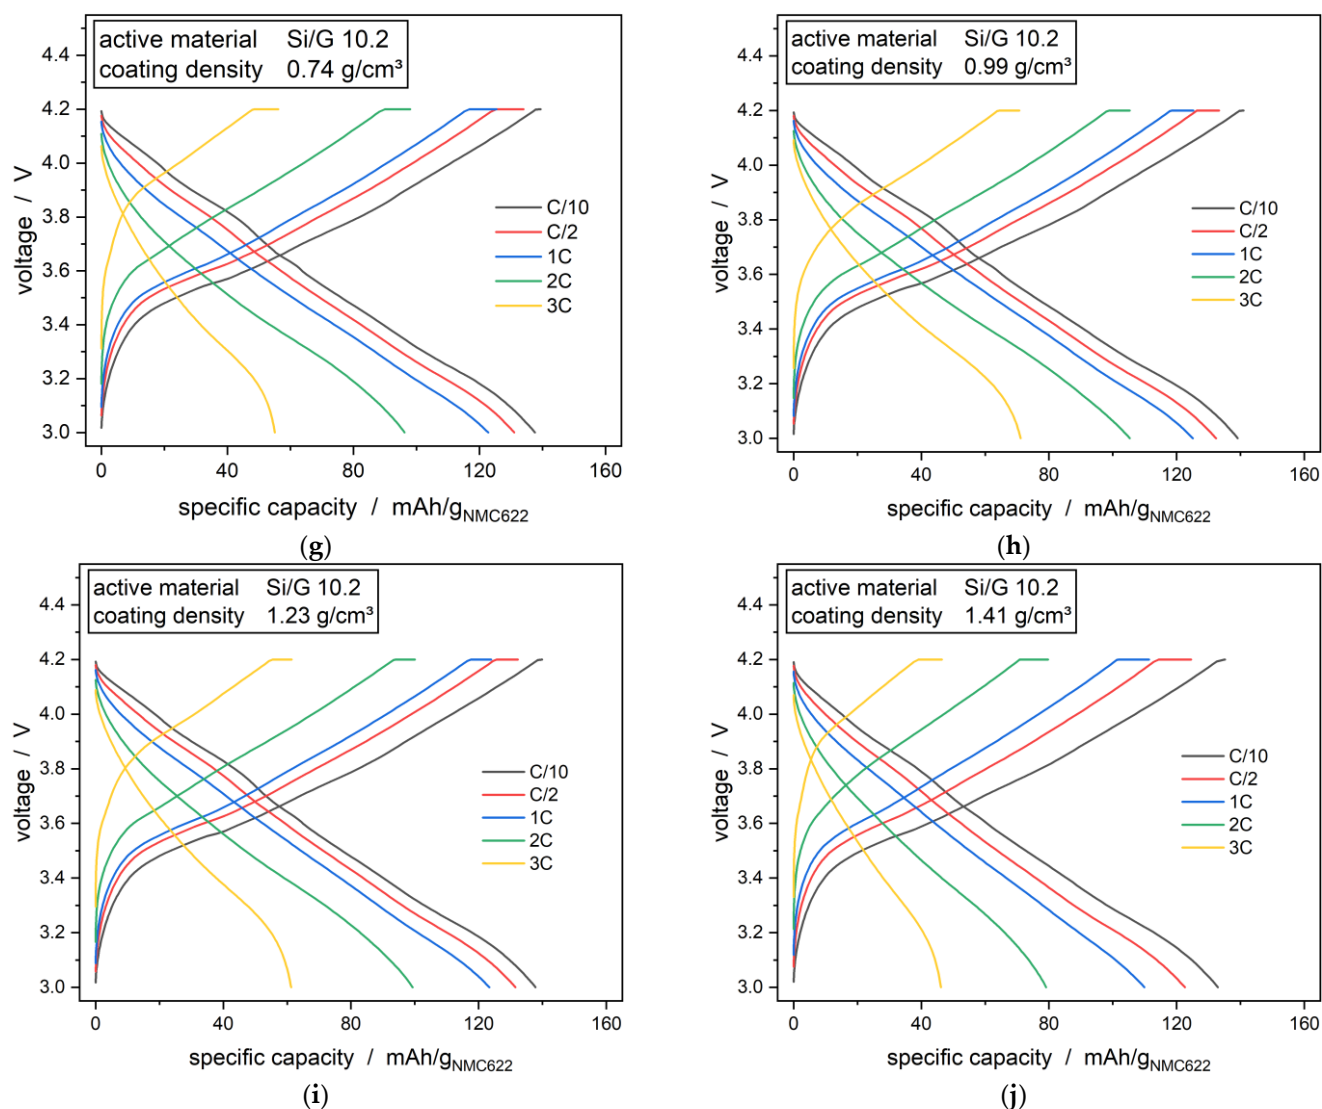 active material Si/G 10.2
coating density 0.74 g/cm³
4.4
4.2
4.0
3.8
3.6
3.4
3.2
3.0
voltage / V
C/10
C/2
1C
2C
3C
0 40 80 120 160
specific capacity / mAh/gNMC622
(g)
active material Si/G 10.2
coating density 0.99 g/cm³
4.4
4.2
4.0
3.8
3.6
3.4
3.2
3.0
voltage / V
C/10
C/2
1C
2C
3C
0 40 80 120 160
specific capacity / mAh/gNMC622
(h)
active material Si/G 10.2
coating density 1.23 g/cm³
4.4
4.2
4.0
3.8
3.6
3.4
3.2
3.0
voltage / V
C/10
C/2
1C
2C
3C
0 40 80 120 160
specific capacity / mAh/gNMC622
(i)
active material Si/G 10.2
coating density 1.41 g/cm³
4.4
4.2
4.0
3.8
3.6
3.4
3.2
3.0
voltage / V
C/10
C/2
1C
2C
3C
0 40 80 120 160
specific capacity / mAh/gNMC622
(j)